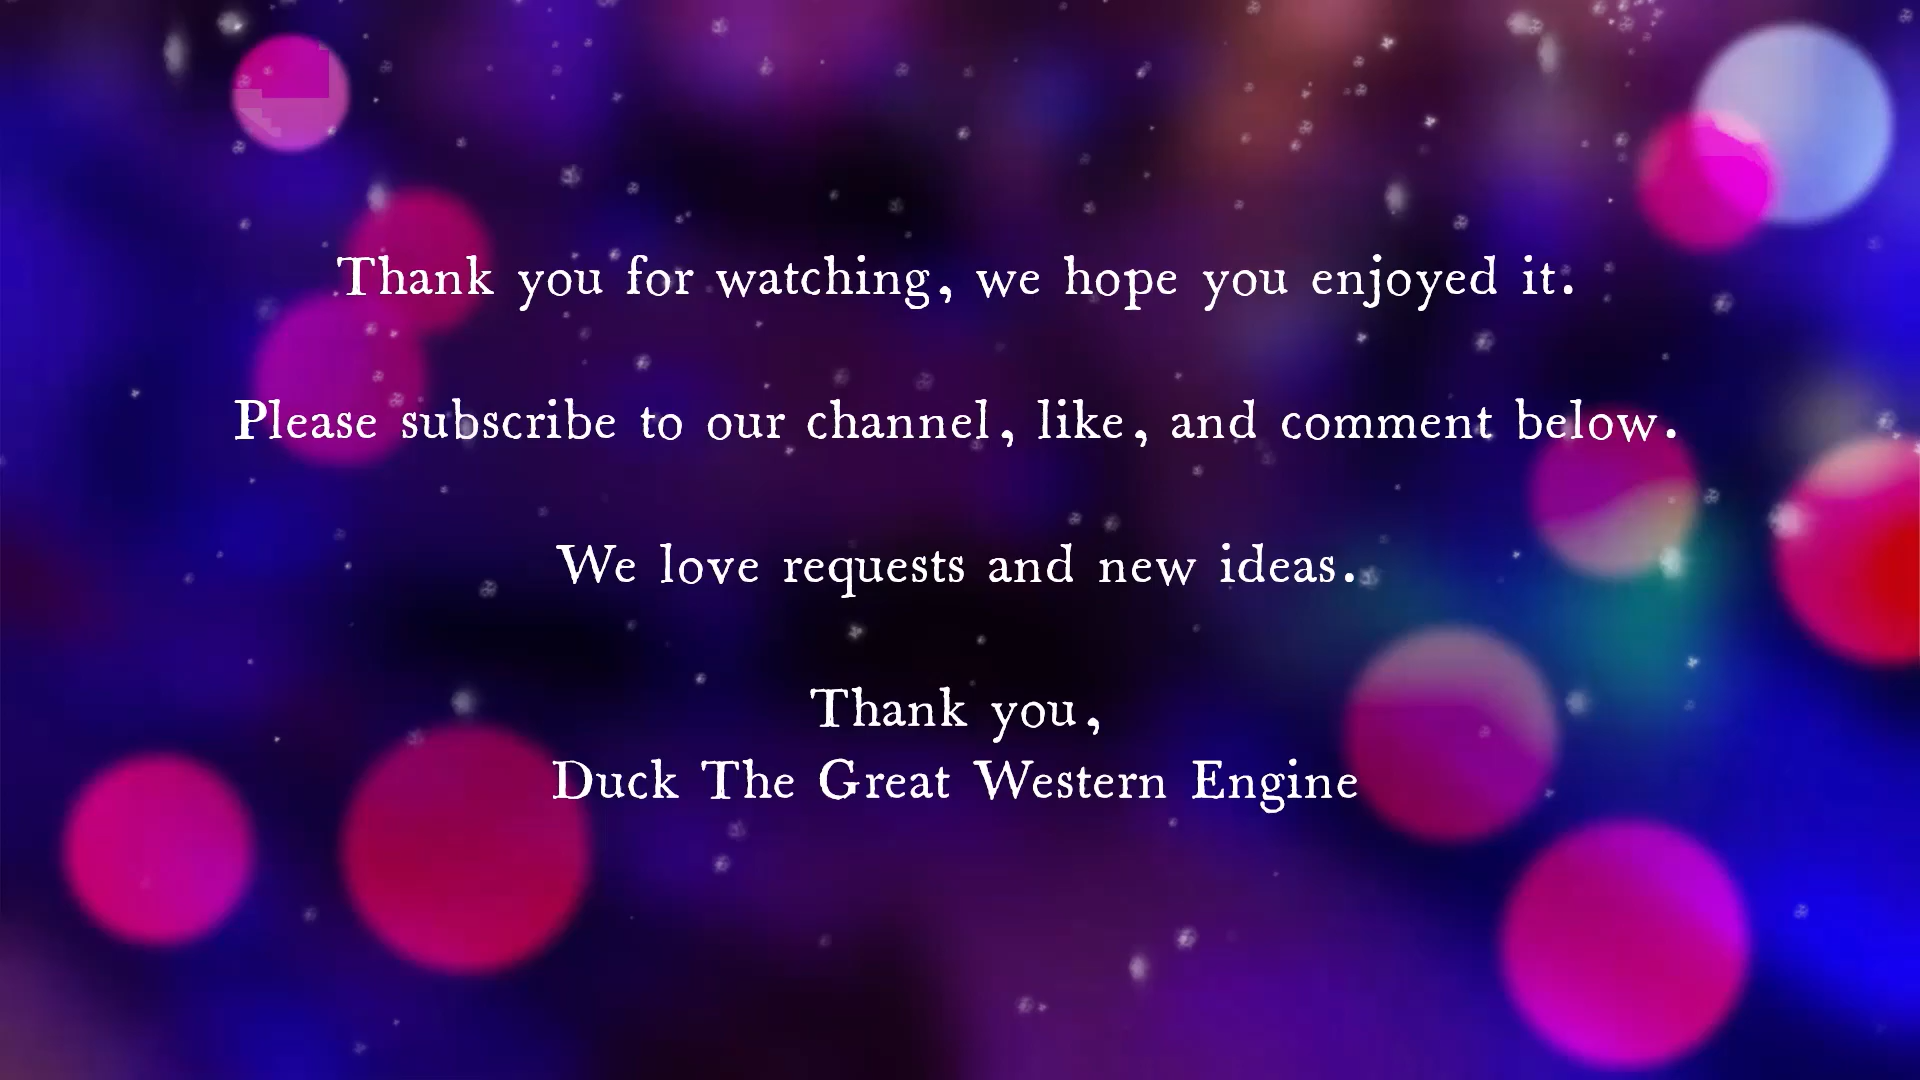 Thank you for watching, we hope you enjoyed it.
Please subscribe to our channel, like, and comment below.
We love requests and new ideas.
Thank you,
Duck The Great Western Engine